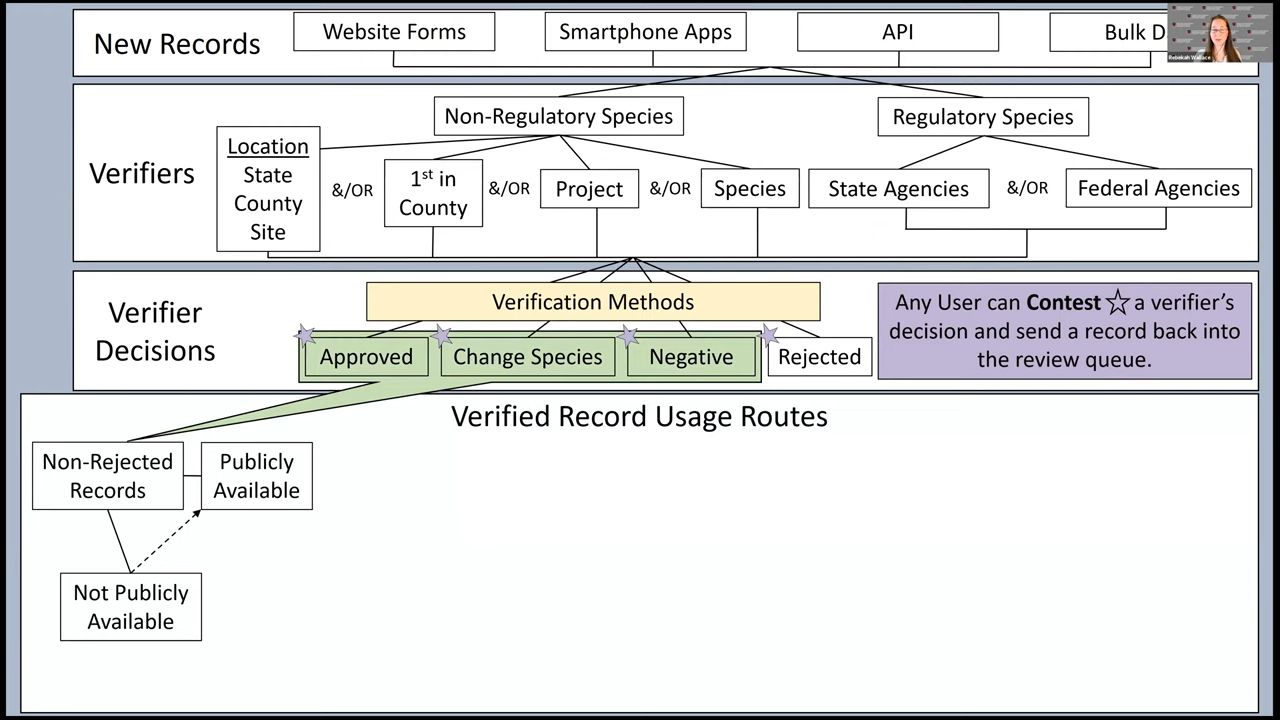 New Records
Website Forms
Smartphone Apps
API
Bulk D
Rebekah Wallace
Verifiers
Non-Regulatory Species
Regulatory Species
Location
State
County
Site
&/OR
1st in
County
&/OR
Project
&/OR
Species
State Agencies
&/OR
Federal Agencies
Verifier
Decisions
Verification Methods
Approved
Change Species
Negative
Rejected
Any User can Contest ☆ a verifier's
decision and send a record back into
the review queue.
Verified Record Usage Routes
Non-Rejected
Records
Publicly
Available
Not Publicly
Available